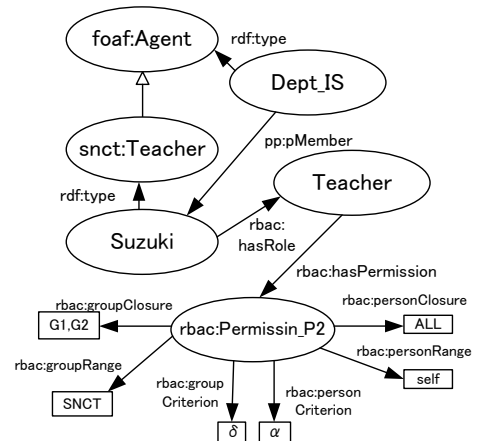 foaf:Agent
rdf:type
Dept_IS
pp:pMember
snct:Teacher
Teacher
rdf:type
rbac:
hasRole
Suzuki
rbac:hasPermission
rbac:groupClosure
rbac:personClosure
G1,G2
rbac:Permissin_P2
ALL
rbac:groupRange
rbac:personRange
rbac:group
Criterion
rbac:person
Criterion
self
SNCT
δ
α